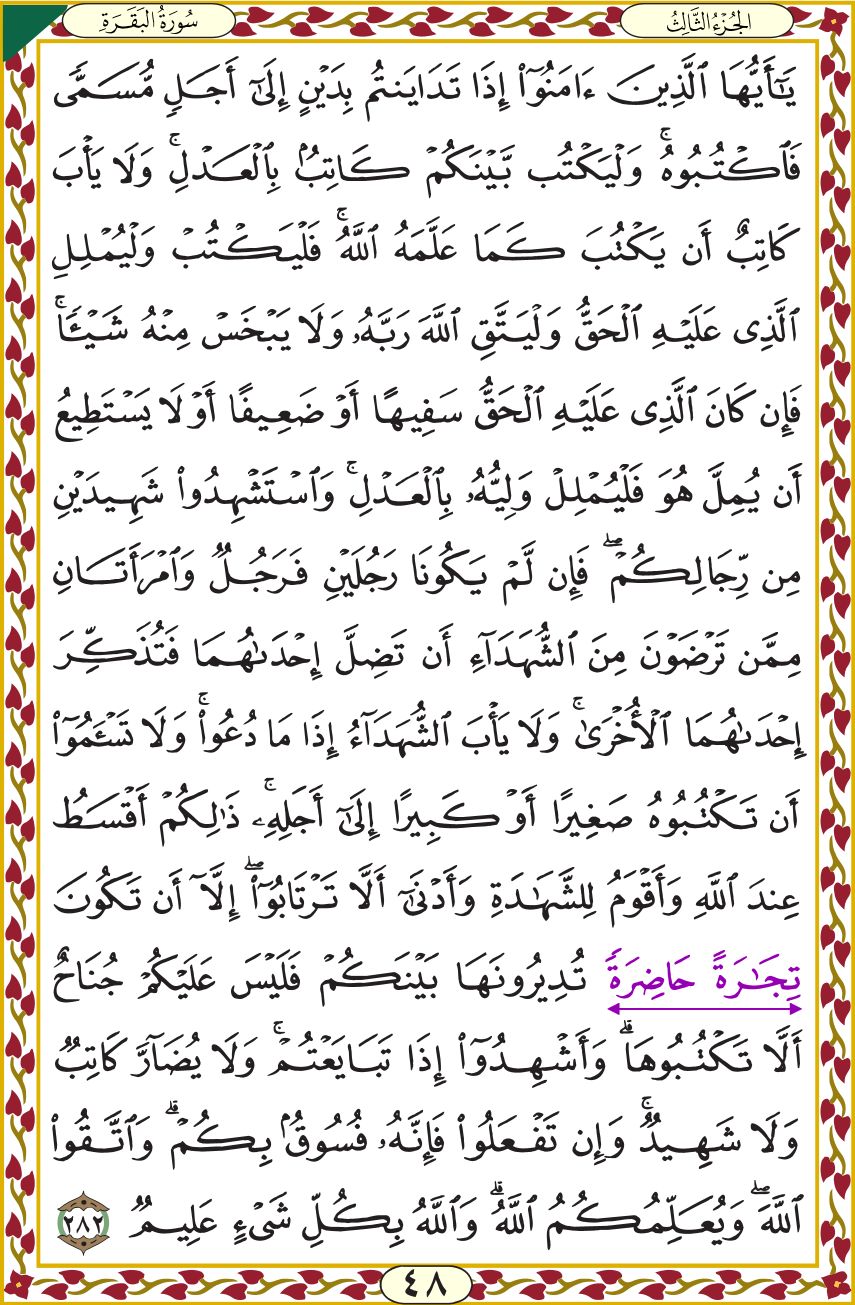 سُورَةُ البَقَرَةِ
الجُزْءُ الثَّالِثُ
يَـٰٓأَيُّهَا ٱلَّذِينَ ءَامَنُوٓا۟ إِذَا تَدَايَنتُم بِدَيْنٍ إِلَىٰٓ أَجَلٍ مُّسَمًّى
فَٱكْتُبُوهُ ۚ وَلْيَكْتُب بَّيْنَكُمْ كَاتِبٌۢ بِٱلْعَدْلِ ۚ وَلَا يَأْبَ
كَاتِبٌ أَن يَكْتُبَ كَمَا عَلَّمَهُ ٱللَّهُ ۚ فَلْيَكْتُبْ وَلْيُمْلِلِ
ٱلَّذِى عَلَيْهِ ٱلْحَقُّ وَلْيَتَّقِ ٱللَّهَ رَبَّهُۥ وَلَا يَبْخَسْ مِنْهُ شَيْـًٔا ۚ
فَإِن كَانَ ٱلَّذِى عَلَيْهِ ٱلْحَقُّ سَفِيهًا أَوْ ضَعِيفًا أَوْ لَا يَسْتَطِيعُ
أَن يُمِلَّ هُوَ فَلْيُمْلِلْ وَلِيُّهُۥ بِٱلْعَدْلِ ۚ وَٱسْتَشْهِدُوا۟ شَهِيدَيْنِ
مِن رِّجَالِكُمْ ۖ فَإِن لَّمْ يَكُونَا رَجُلَيْنِ فَرَجُلٌ وَٱمْرَأَتَانِ
مِمَّن تَرْضَوْنَ مِنَ ٱلشُّهَدَآءِ أَن تَضِلَّ إِحْدَىٰهُمَا فَتُذَكِّرَ
إِحْدَىٰهُمَا ٱلْأُخْرَىٰ ۚ وَلَا يَأْبَ ٱلشُّهَدَآءُ إِذَا مَا دُعُوا۟ ۚ وَلَا تَسْـَٔمُوٓا۟
أَن تَكْتُبُوهُ صَغِيرًا أَوْ كَبِيرًا إِلَىٰٓ أَجَلِهِۦ ۚ ذَٰلِكُمْ أَقْسَطُ
عِندَ ٱللَّهِ وَأَقْوَمُ لِلشَّهَـٰدَةِ وَأَدْنَىٰٓ أَلَّا تَرْتَابُوٓا۟ ۖ إِلَّآ أَن تَكُونَ
تِجَـٰرَةً حَاضِرَةً تُدِيرُونَهَا بَيْنَكُمْ فَلَيْسَ عَلَيْكُمْ جُنَاحٌ
أَلَّا تَكْتُبُوهَا ۗ وَأَشْهِدُوٓا۟ إِذَا تَبَايَعْتُمْ ۚ وَلَا يُضَآرَّ كَاتِبٌ
وَلَا شَهِيدٌ ۚ وَإِن تَفْعَلُوا۟ فَإِنَّهُۥ فُسُوقٌۢ بِكُمْ ۗ وَٱتَّقُوا۟
ٱللَّهَ ۖ وَيُعَلِّمُكُمُ ٱللَّهُ ۗ وَٱللَّهُ بِكُلِّ شَىْءٍ عَلِيمٌ ٢٨٢
٤٨